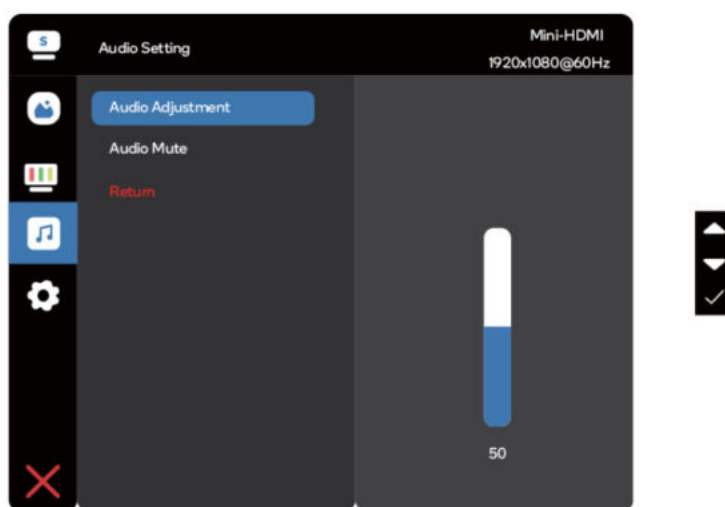 S
Audio Setting
Mini-HDMI
1920x1080@60Hz
Audio Adjustment
Audio Mute
Return
50